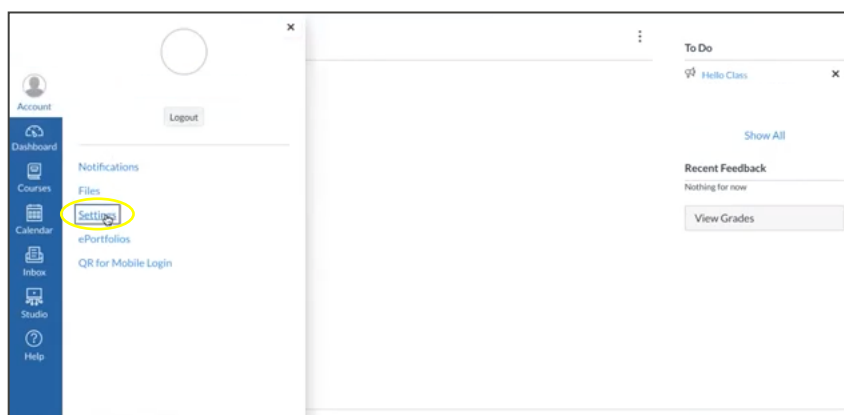 Account
Dashboard
Courses
Calendar
Inbox
Studio
Help
Logout
Notifications
Files
Settings
ePortfolios
QR for Mobile Login
To Do
Hello Class
Show All
Recent Feedback
Nothing for now
View Grades